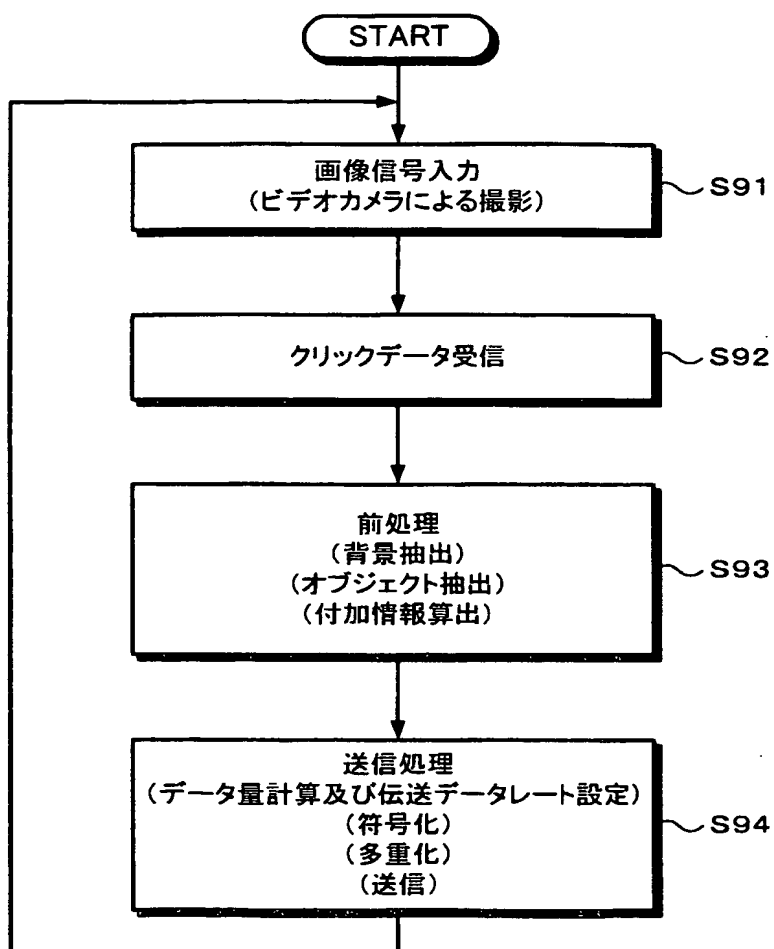 START
画像信号入力
(ビデオカメラによる撮影)
S91
クリックデータ受信
S92
前処理
(背景抽出)
(オブジェクト抽出)
(付加情報算出)
S93
送信処理
(データ量計算及び伝送データレート設定)
(符号化)
(多重化)
(送信)
S94